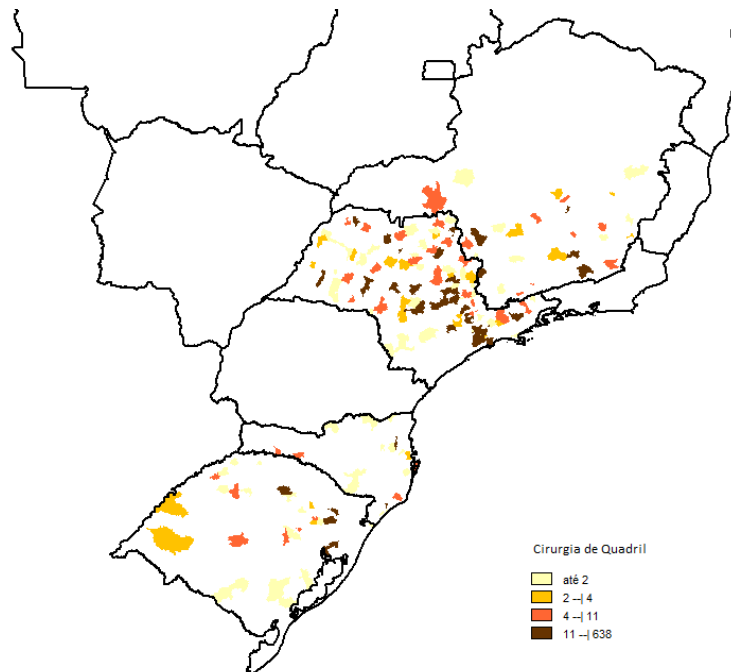 Cirurgia de Quadril
até 2
2 --| 4
4 --| 11
11 --| 638